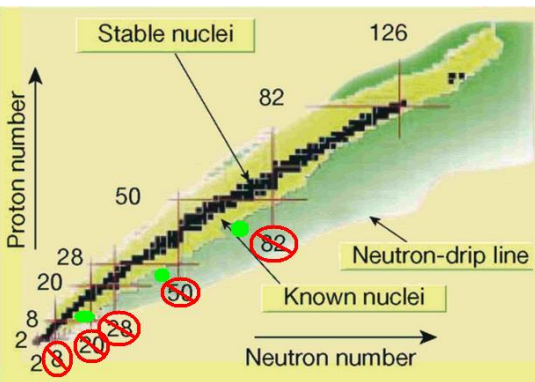 Stable nuclei
126
82
50
28
20
8
2
Proton number
82
50
28
20
8
2
Neutron-drip line
Known nuclei
Neutron number